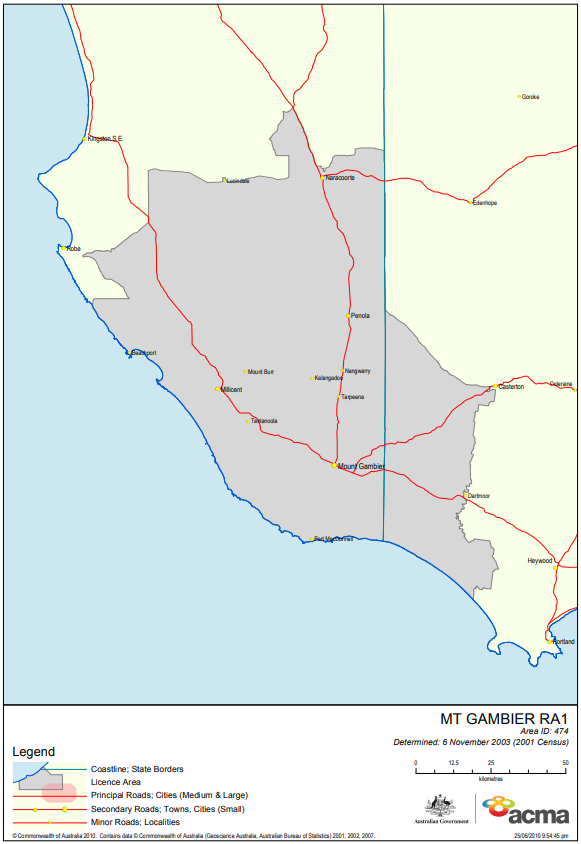 Goroke
Kingston S.E.
Lucindale
Naracoorte
Edenhope
Robe
Penola
Beachport
Mount Burr
Nangwarry
Kalangadoo
Millicent
Casterton
Coleraine
Tarpeena
Tantanoola
Mount Gambier
Dartmoor
Port MacDonnell
Heywood
Portland
MT GAMBIER RA1
Area ID: 474
Determined: 6 November 2003 (2001 Census)
Legend
Coastline; State Borders
Licence Area
Principal Roads; Cities (Medium & Large)
Secondary Roads; Towns, Cities (Small)
Minor Roads; Localities
0 12.5 25 50
kilometres
Australian Government
acma
© Commonwealth of Australia 2010. Contains data © Commonwealth of Australia (Geoscience Australia, Australian Bureau of Statistics) 2001, 2002, 2007.
25/06/2010 9:54:45 pm